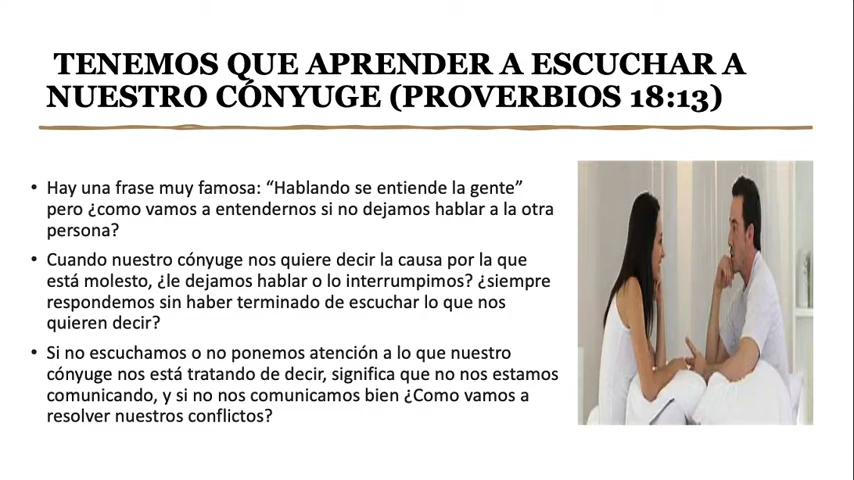 TENEMOS QUE APRENDER A ESCUCHAR A
NUESTRO CÓNYUGE (PROVERBIOS 18:13)
• Hay una frase muy famosa: “Hablando se entiende la gente”
pero ¿como vamos a entendernos si no dejamos hablar a la otra
persona?
• Cuando nuestro cónyuge nos quiere decir la causa por la que
está molesto, ¿le dejamos hablar o lo interrumpimos? ¿siempre
respondemos sin haber terminado de escuchar lo que nos
quieren decir?
• Si no escuchamos o no ponemos atención a lo que nuestro
cónyuge nos está tratando de decir, significa que no nos estamos
comunicando, y si no nos comunicamos bien ¿Como vamos a
resolver nuestros conflictos?